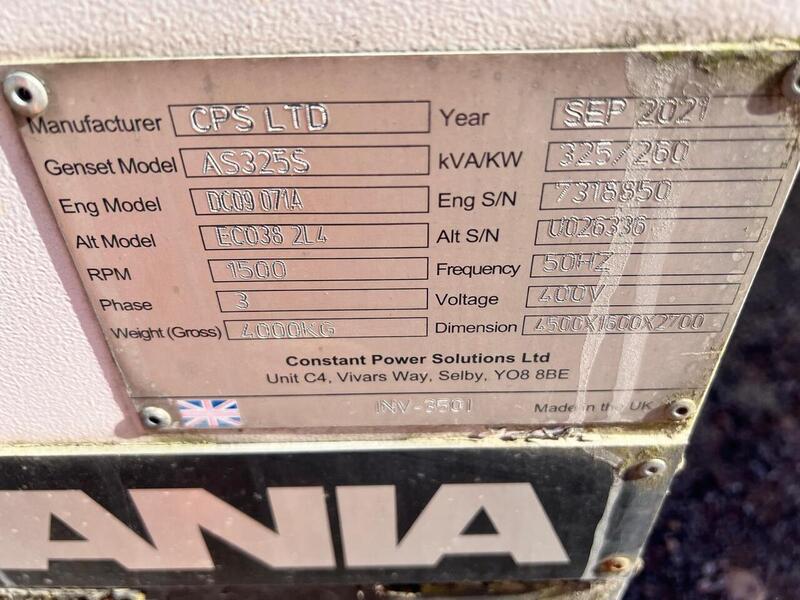 Manufacturer CPS LTD Year SEP 2021
Genset Model AS325S kVA/KW 325/260
Eng Model DC09 071A Eng S/N 7318850
Alt Model ECO38 2L4 Alt S/N U026336
RPM 1500 Frequency 50HZ
Phase 3 Voltage 400V
Weight (Gross) 4000KG Dimension 4500X1600X2700
Constant Power Solutions Ltd
Unit C4, Vivars Way, Selby, YO8 8BE
INV-3501 Made in the UK
ANIA